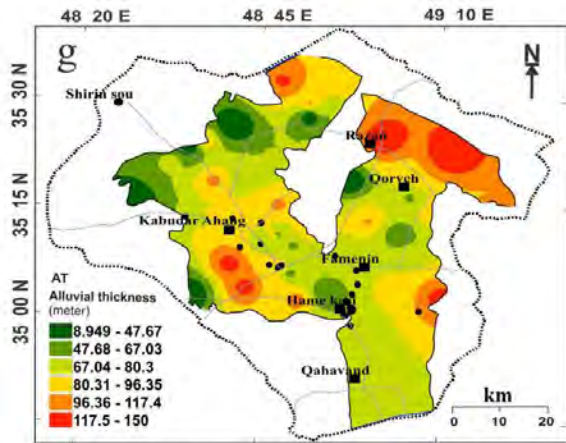 48 20 E 48 45 E 49 10 E
g
N
Shirin sou
35 30 N
Razan
Qorveh
35 15 N
Kabudar Ahang
Famenin
35 00 N
Qahavand
AT
Alluvial thickness
(meter)
8.949 - 47.67
47.68 - 67.03
67.04 - 80.3
80.31 - 96.35
96.36 - 117.4
117.5 - 150
km
0 10 20